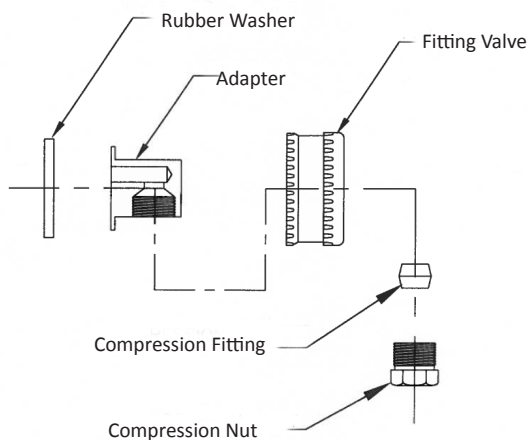 Rubber Washer
Fitting Valve
Adapter
Compression Fitting
Compression Nut